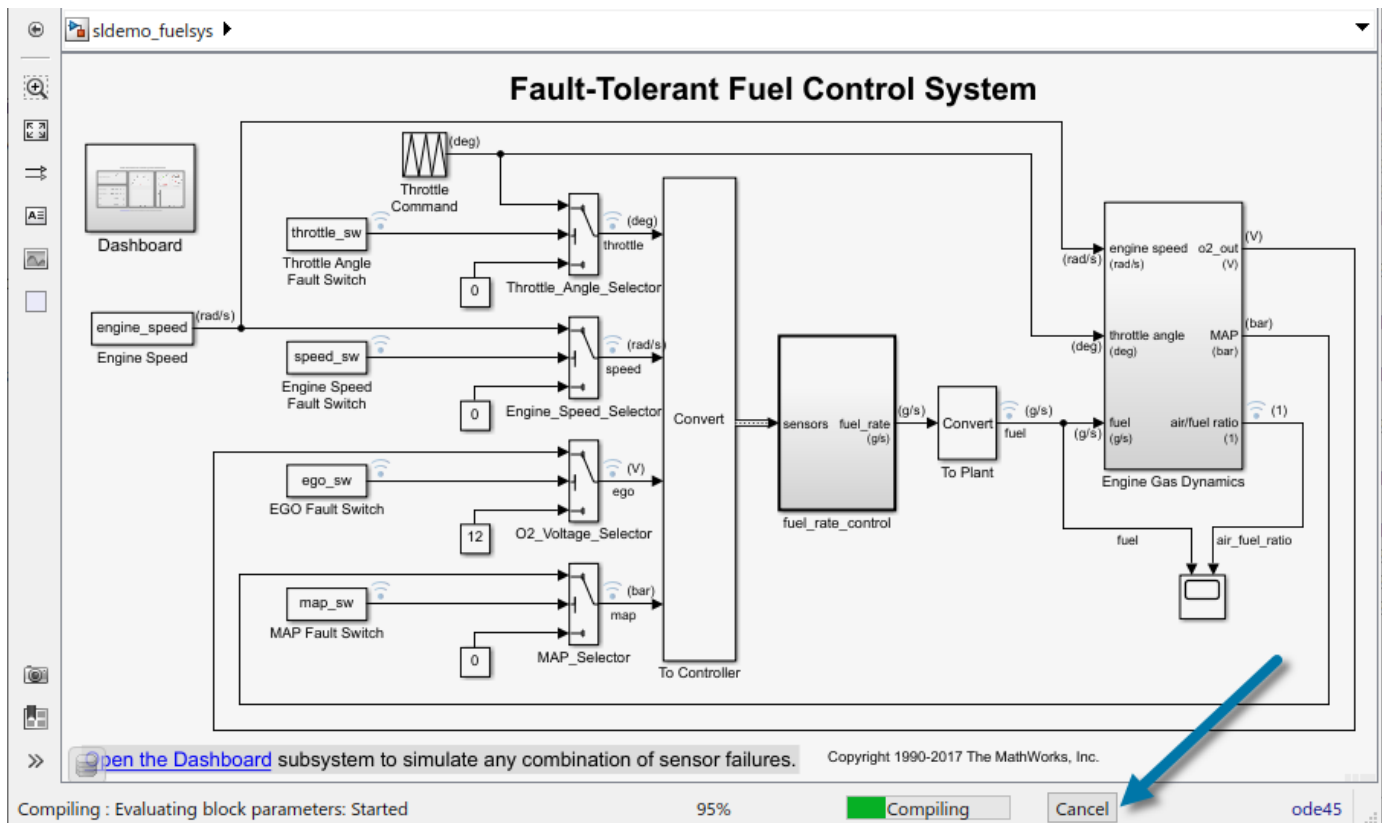 sldemo_fuelsys
Fault-Tolerant Fuel Control System
Dashboard
(deg)
Throttle
Command
throttle_sw
Throttle Angle
Fault Switch
0
(deg)
throttle
Throttle_Angle_Selector
engine_speed
(rad/s)
Engine Speed
speed_sw
Engine Speed
Fault Switch
0
(rad/s)
speed
Engine_Speed_Selector
ego_sw
EGO Fault Switch
12
(V)
ego
O2_Voltage_Selector
map_sw
MAP Fault Switch
0
(bar)
map
MAP_Selector
Convert
To Controller
sensors
fuel_rate
(g/s)
fuel_rate_control
(g/s)
Convert
To Plant
(g/s)
fuel
(rad/s)
engine speed
(rad/s)
o2_out
(V)
(V)
(deg)
throttle angle
(deg)
MAP
(bar)
(bar)
(g/s)
fuel
(g/s)
air/fuel ratio
(1)
(1)
Engine Gas Dynamics
fuel
air_fuel_ratio
Open the Dashboard subsystem to simulate any combination of sensor failures.
Copyright 1990-2017 The MathWorks, Inc.
Compiling : Evaluating block parameters: Started
95%
Compiling
Cancel
ode45